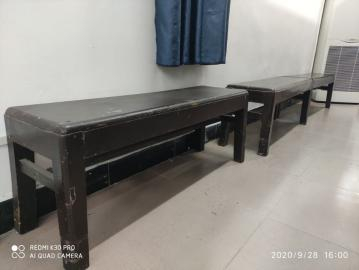 REDMI K30 PRO
AI QUAD CAMERA
2020/9/28 16:00